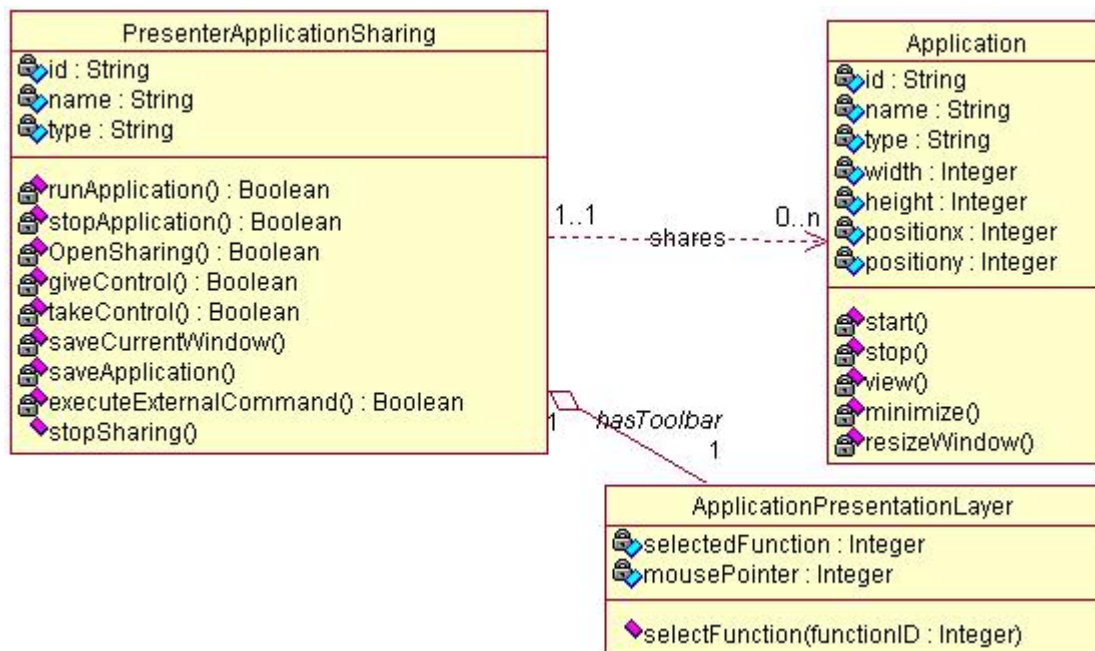 PresenterApplicationSharing
id : String
name : String
type : String
runApplication() : Boolean
stopApplication() : Boolean
OpenSharing() : Boolean
giveControl() : Boolean
takeControl() : Boolean
saveCurrentWindow()
saveApplication()
executeExternalCommand() : Boolean
stopSharing()
1..1
shares
0..n
Application
id : String
name : String
type : String
width : Integer
height : Integer
positionx : Integer
positiony : Integer
start()
stop()
view()
minimize()
resizeWindow()
1
hasToolbar
1
ApplicationPresentationLayer
selectedFunction : Integer
mousePointer : Integer
selectFunction(functionID : Integer)